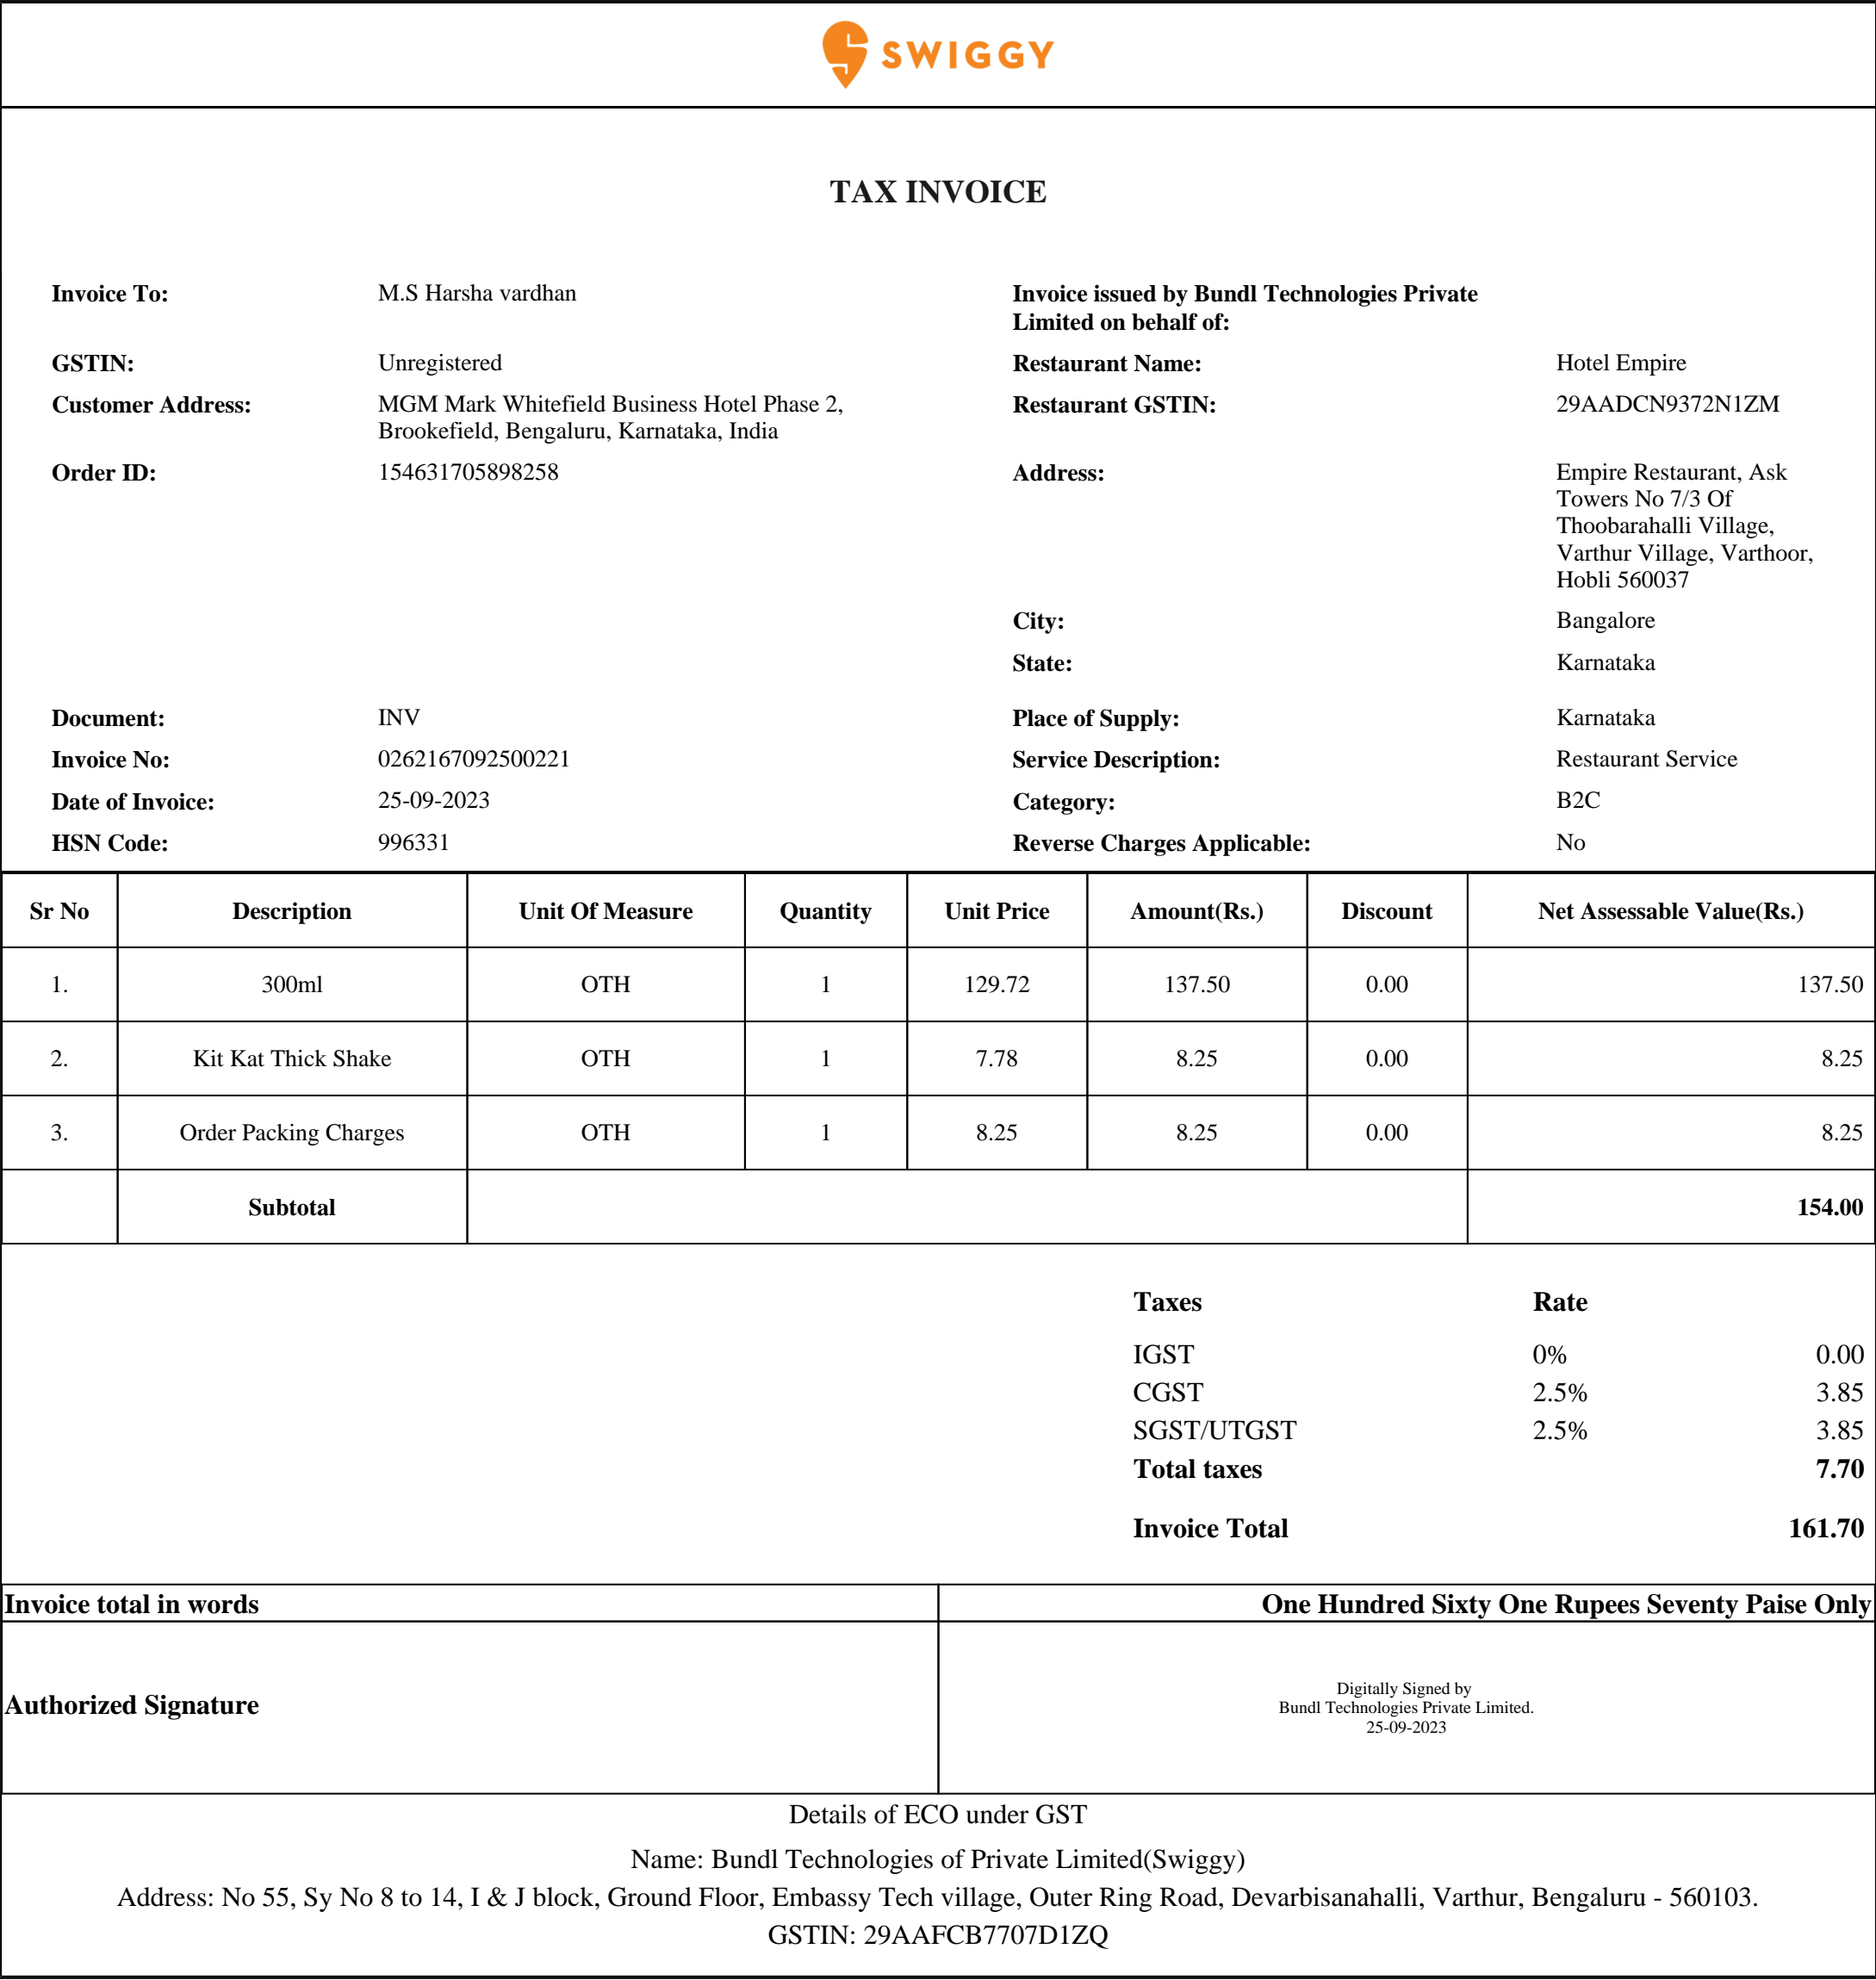 SWIGGY
TAX INVOICE
Invoice To: M.S Harsha vardhan
Invoice issued by Bundl Technologies Private
Limited on behalf of:
GSTIN: Unregistered
Restaurant Name: Hotel Empire
Customer Address: MGM Mark Whitefield Business Hotel Phase 2,
Brookefield, Bengaluru, Karnataka, India
Restaurant GSTIN: 29AADCN9372N1ZM
Order ID: 154631705898258
Address: Empire Restaurant, Ask
Towers No 7/3 Of
Thoobarahalli Village,
Varthur Village, Varthoor,
Hobli 560037
City: Bangalore
State: Karnataka
Document: INV
Place of Supply: Karnataka
Invoice No: 0262167092500221
Service Description: Restaurant Service
Date of Invoice: 25-09-2023
Category: B2C
HSN Code: 996331
Reverse Charges Applicable: No
Sr No Description Unit Of Measure Quantity Unit Price Amount(Rs.) Discount Net Assessable Value(Rs.)
1. 300ml OTH 1 129.72 137.50 0.00 137.50
2. Kit Kat Thick Shake OTH 1 7.78 8.25 0.00 8.25
3. Order Packing Charges OTH 1 8.25 8.25 0.00 8.25
Subtotal 154.00
Taxes Rate
IGST 0% 0.00
CGST 2.5% 3.85
SGST/UTGST 2.5% 3.85
Total taxes 7.70
Invoice Total 161.70
Invoice total in words One Hundred Sixty One Rupees Seventy Paise Only
Authorized Signature
Digitally Signed by
Bundl Technologies Private Limited.
25-09-2023
Details of ECO under GST
Name: Bundl Technologies of Private Limited(Swiggy)
Address: No 55, Sy No 8 to 14, I & J block, Ground Floor, Embassy Tech village, Outer Ring Road, Devarbisanahalli, Varthur, Bengaluru - 560103.
GSTIN: 29AAFCB7707D1ZQ